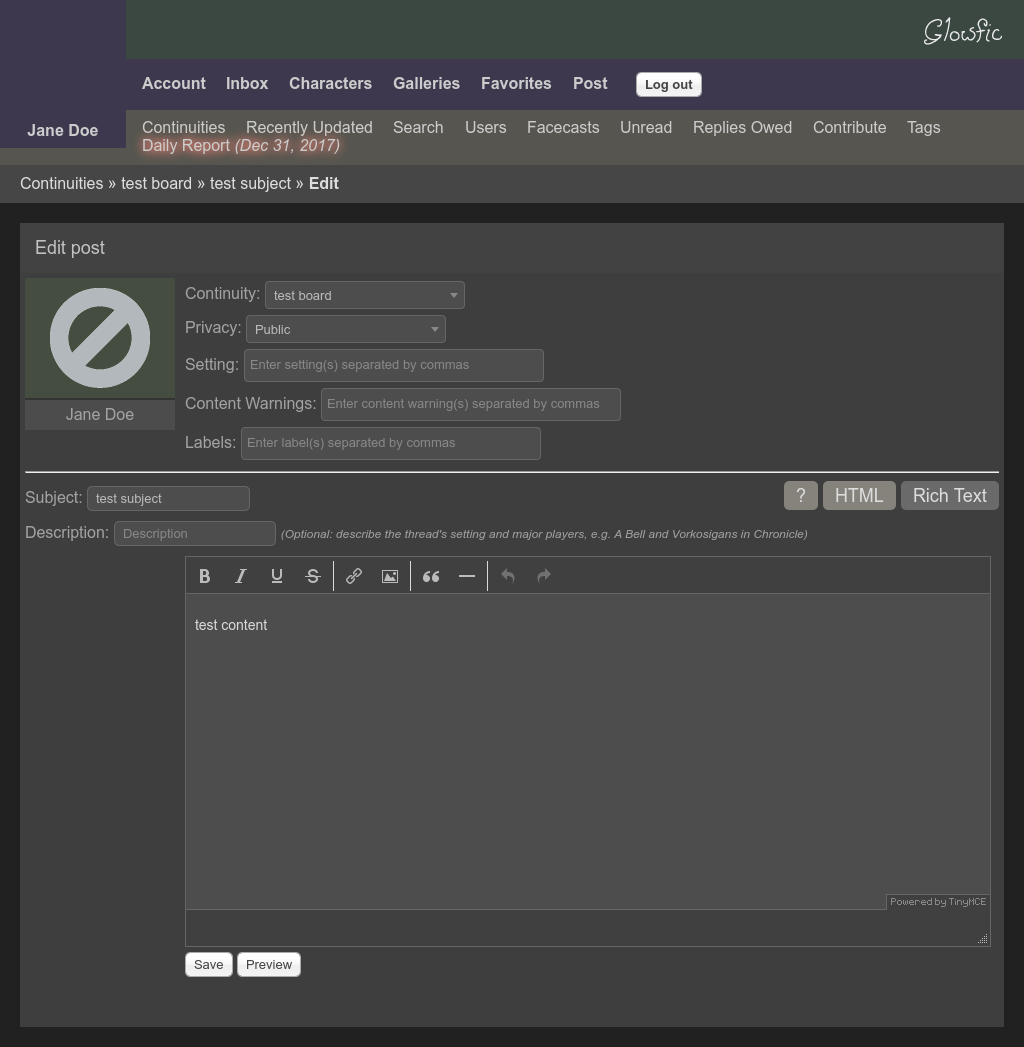 Glowfic
Account Inbox Characters Galleries Favorites Post Log out
Jane Doe
Continuities Recently Updated Search Users Facecasts Unread Replies Owed Contribute Tags
Daily Report (Dec 31, 2017)
Continuities » test board » test subject » Edit
Edit post
Continuity: test board
Privacy: Public
Setting: Enter setting(s) separated by commas
Content Warnings: Enter content warning(s) separated by commas
Jane Doe
Labels: Enter label(s) separated by commas
Subject: test subject
? HTML Rich Text
Description: Description (Optional: describe the thread's setting and major players, e.g. A Bell and Vorkosigans in Chronicle)
B I U S
test content
Powered by TinyMCE
Save Preview